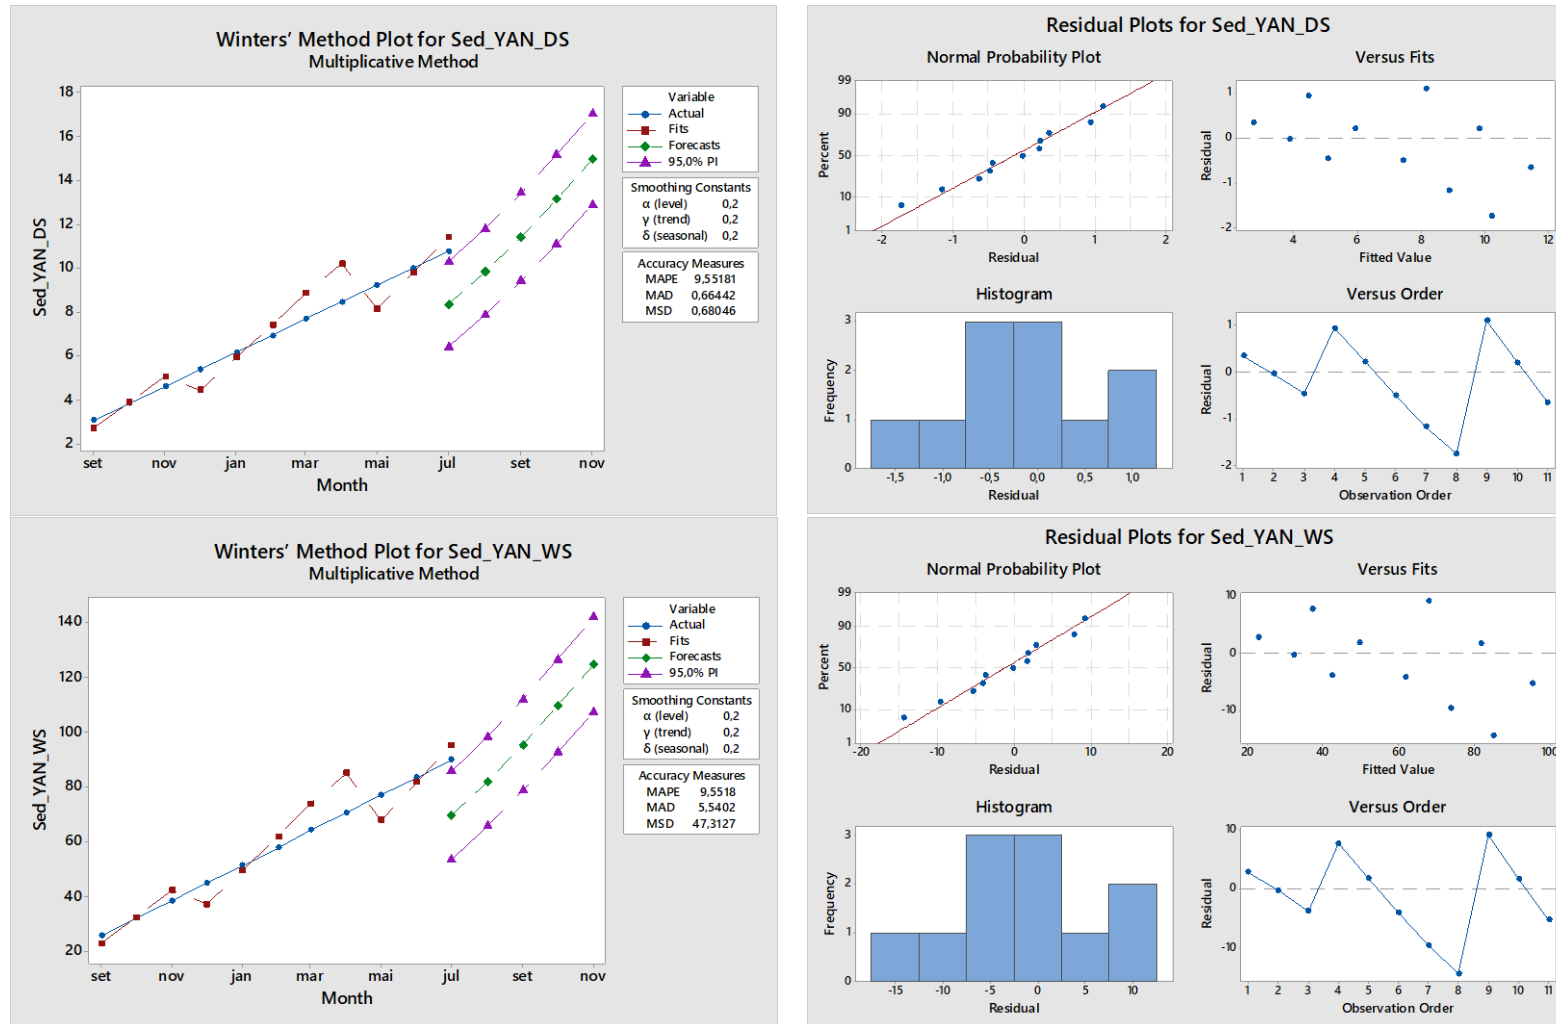 Winters' Method Plot for Sed_YAN_DS
Multiplicative Method
Sed_YAN_DS
18
16
14
12
10
8
6
4
2
set nov jan mar mai jul set nov
Month
Variable
Actual
Fits
Forecasts
95,0% PI
Smoothing Constants
α (level) 0,2
γ (trend) 0,2
δ (seasonal) 0,2
Accuracy Measures
MAPE 9,55181
MAD 0,66442
MSD 0,68046
Residual Plots for Sed_YAN_DS
Normal Probability Plot
Percent
99
90
50
10
1
-2 -1 0 1 2
Residual
Versus Fits
Residual
1
0
-1
-2
4 6 8 10 12
Fitted Value
Histogram
Frequency
3
2
1
0
-1,5 -1,0 -0,5 0,0 0,5 1,0
Residual
Versus Order
Residual
1
0
-1
-2
1 2 3 4 5 6 7 8 9 10 11
Observation Order
Winters' Method Plot for Sed_YAN_WS
Multiplicative Method
Sed_YAN_WS
140
120
100
80
60
40
20
set nov jan mar mai jul set nov
Month
Variable
Actual
Fits
Forecasts
95,0% PI
Smoothing Constants
α (level) 0,2
γ (trend) 0,2
δ (seasonal) 0,2
Accuracy Measures
MAPE 9,5518
MAD 5,5402
MSD 47,3127
Residual Plots for Sed_YAN_WS
Normal Probability Plot
Percent
99
90
50
10
1
-20 -10 0 10 20
Residual
Versus Fits
Residual
10
0
-10
20 40 60 80 100
Fitted Value
Histogram
Frequency
3
2
1
0
-15 -10 -5 0 5 10
Residual
Versus Order
Residual
10
0
-10
1 2 3 4 5 6 7 8 9 10 11
Observation Order